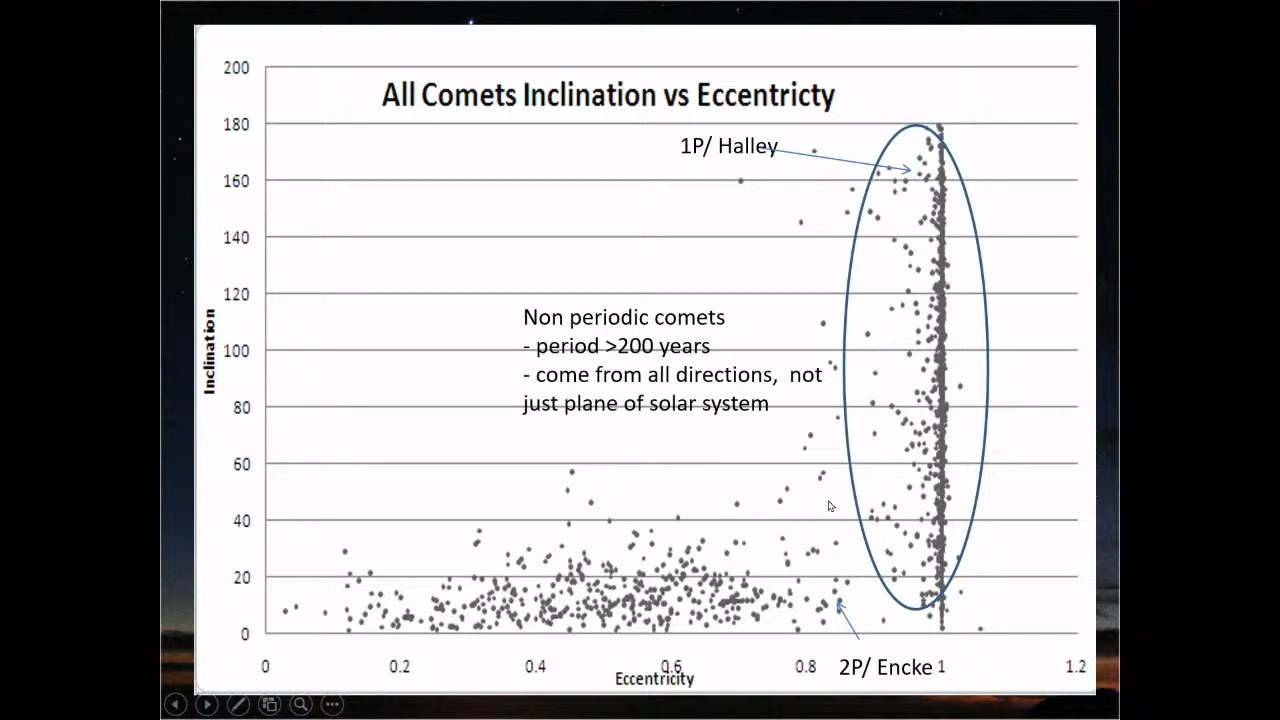 All Comets Inclination vs Eccentricty
200
180
160
140
120
100
80
60
40
20
0
Inclination
1P/ Halley
Non periodic comets
- period >200 years
- come from all directions, not
just plane of solar system
2P/ Encke
0 0.2 0.4 0.6 0.8 1 1.2
Eccentricity